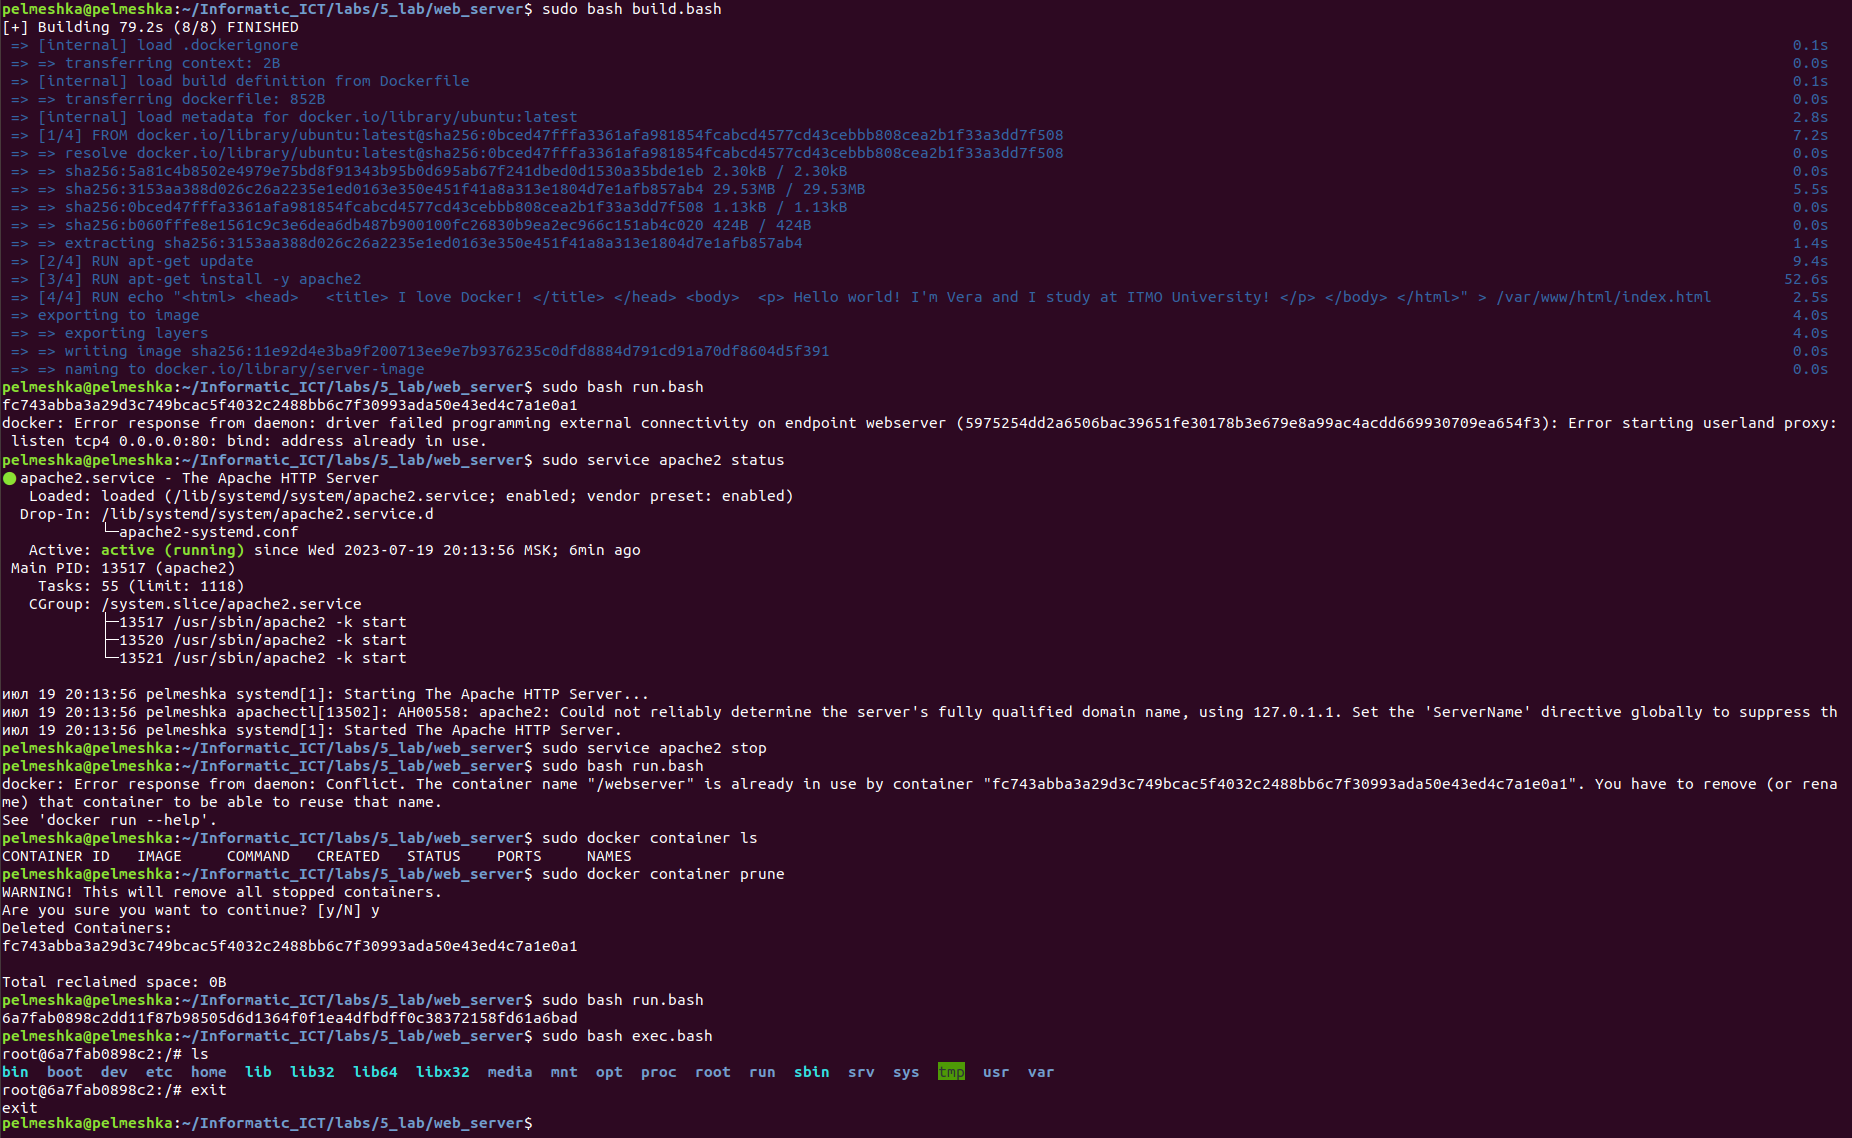 pelmeshka@pelmeshka:~/Informatic_ICT/labs/5_lab/web_server$ sudo bash build.bash
[+] Building 79.2s (8/8) FINISHED
=> [internal] load .dockerignore 0.1s
=> => transferring context: 2B 0.0s
=> [internal] load build definition from Dockerfile 0.1s
=> => transferring dockerfile: 852B 0.0s
=> [internal] load metadata for docker.io/library/ubuntu:latest 2.8s
=> [1/4] FROM docker.io/library/ubuntu:latest@sha256:0bced47fffa3361afa981854fcabcd4577cd43cebbb808cea2b1f33a3dd7f508 7.2s
=> => resolve docker.io/library/ubuntu:latest@sha256:0bced47fffa3361afa981854fcabcd4577cd43cebbb808cea2b1f33a3dd7f508 0.0s
=> => sha256:5a81c4b8502e4979e75bd8f91343b95b0d695ab67f241dbed0d1530a35bde1eb 2.30kB / 2.30kB 0.0s
=> => sha256:3153aa388d026c26a2235e1ed0163e350e451f41a8a313e1804d7e1afb857ab4 29.53MB / 29.53MB 5.5s
=> => sha256:0bced47fffa3361afa981854fcabcd4577cd43cebbb808cea2b1f33a3dd7f508 1.13kB / 1.13kB 0.0s
=> => sha256:b060fffe8e1561c9c3e6dea6db487b900100fc26830b9ea2ec966c151ab4c020 424B / 424B 0.0s
=> => extracting sha256:3153aa388d026c26a2235e1ed0163e350e451f41a8a313e1804d7e1afb857ab4 1.4s
=> [2/4] RUN apt-get update 9.4s
=> [3/4] RUN apt-get install -y apache2 52.6s
=> [4/4] RUN echo "<html> <head>   <title> I love Docker! </title> </head> <body>  <p> Hello world! I'm Vera and I study at ITMO University! </p> </body> </html>" > /var/www/html/index.html 2.5s
=> exporting to image 4.0s
=> => exporting layers 4.0s
=> => writing image sha256:11e92d4e3ba9f200713ee9e7b9376235c0dfd8884d791cd91a70df8604d5f391 0.0s
=> => naming to docker.io/library/server-image 0.0s
pelmeshka@pelmeshka:~/Informatic_ICT/labs/5_lab/web_server$ sudo bash run.bash
fc743abba3a29d3c749bcac5f4032c2488bb6c7f30993ada50e43ed4c7a1e0a1
docker: Error response from daemon: driver failed programming external connectivity on endpoint webserver (5975254dd2a6506bac39651fe30178b3e679e8a99ac4acdd669930709ea654f3): Error starting userland proxy:
listen tcp4 0.0.0.0:80: bind: address already in use.
pelmeshka@pelmeshka:~/Informatic_ICT/labs/5_lab/web_server$ sudo service apache2 status
● apache2.service - The Apache HTTP Server
Loaded: loaded (/lib/systemd/system/apache2.service; enabled; vendor preset: enabled)
Drop-In: /lib/systemd/system/apache2.service.d
└─apache2-systemd.conf
Active: active (running) since Wed 2023-07-19 20:13:56 MSK; 6min ago
Main PID: 13517 (apache2)
Tasks: 55 (limit: 1118)
CGroup: /system.slice/apache2.service
├─13517 /usr/sbin/apache2 -k start
├─13520 /usr/sbin/apache2 -k start
└─13521 /usr/sbin/apache2 -k start
июл 19 20:13:56 pelmeshka systemd[1]: Starting The Apache HTTP Server...
июл 19 20:13:56 pelmeshka apachectl[13502]: AH00558: apache2: Could not reliably determine the server's fully qualified domain name, using 127.0.1.1. Set the 'ServerName' directive globally to suppress th
июл 19 20:13:56 pelmeshka systemd[1]: Started The Apache HTTP Server.
pelmeshka@pelmeshka:~/Informatic_ICT/labs/5_lab/web_server$ sudo service apache2 stop
pelmeshka@pelmeshka:~/Informatic_ICT/labs/5_lab/web_server$ sudo bash run.bash
docker: Error response from daemon: Conflict. The container name "/webserver" is already in use by container "fc743abba3a29d3c749bcac5f4032c2488bb6c7f30993ada50e43ed4c7a1e0a1". You have to remove (or rena
me) that container to be able to reuse that name.
See 'docker run --help'.
pelmeshka@pelmeshka:~/Informatic_ICT/labs/5_lab/web_server$ sudo docker container ls
CONTAINER ID   IMAGE     COMMAND   CREATED   STATUS    PORTS     NAMES
pelmeshka@pelmeshka:~/Informatic_ICT/labs/5_lab/web_server$ sudo docker container prune
WARNING! This will remove all stopped containers.
Are you sure you want to continue? [y/N] y
Deleted Containers:
fc743abba3a29d3c749bcac5f4032c2488bb6c7f30993ada50e43ed4c7a1e0a1
Total reclaimed space: 0B
pelmeshka@pelmeshka:~/Informatic_ICT/labs/5_lab/web_server$ sudo bash run.bash
6a7fab0898c2dd11f87b98505d6d1364f0f1ea4dfbdff0c38372158fd61a6bad
pelmeshka@pelmeshka:~/Informatic_ICT/labs/5_lab/web_server$ sudo bash exec.bash
root@6a7fab0898c2:/# ls
bin  boot  dev  etc  home  lib  lib32  lib64  libx32  media  mnt  opt  proc  root  run  sbin  srv  sys  tmp  usr  var
root@6a7fab0898c2:/# exit
exit
pelmeshka@pelmeshka:~/Informatic_ICT/labs/5_lab/web_server$